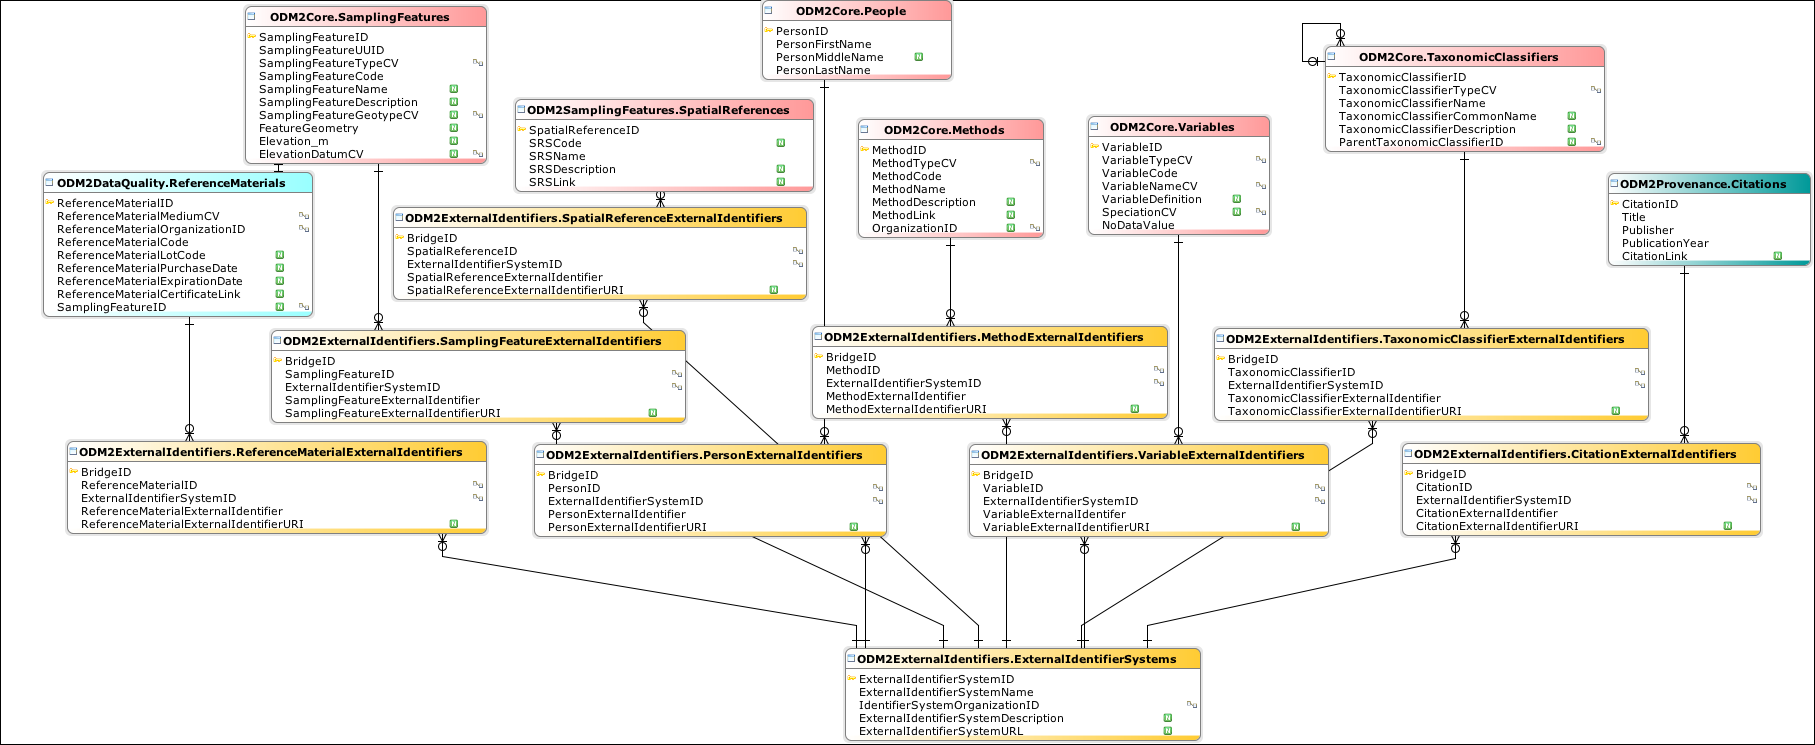 ODM2Core.SamplingFeatures
SamplingFeatureID
SamplingFeatureUUID
SamplingFeatureTypeCV
SamplingFeatureCode
SamplingFeatureName
N
SamplingFeatureDescription
N
SamplingFeatureGeotypeCV
N
FeatureGeometry
N
Elevation_m
N
ElevationDatumCV
N
ODM2Core.People
PersonID
PersonFirstName
PersonMiddleName
N
PersonLastName
ODM2Core.TaxonomicClassifiers
TaxonomicClassifierID
TaxonomicClassifierTypeCV
TaxonomicClassifierName
TaxonomicClassifierCommonName
N
TaxonomicClassifierDescription
N
ParentTaxonomicClassifierID
N
ODM2SamplingFeatures.SpatialReferences
SpatialReferenceID
SRSCode
N
SRSName
SRSDescription
N
SRSLink
N
ODM2Core.Methods
MethodID
MethodTypeCV
MethodCode
MethodName
MethodDescription
N
MethodLink
N
OrganizationID
N
ODM2Core.Variables
VariableID
VariableTypeCV
VariableCode
VariableNameCV
VariableDefinition
N
SpeciationCV
N
NoDataValue
ODM2DataQuality.ReferenceMaterials
ReferenceMaterialID
ReferenceMaterialMediumCV
ReferenceMaterialOrganizationID
ReferenceMaterialCode
ReferenceMaterialLotCode
N
ReferenceMaterialPurchaseDate
N
ReferenceMaterialExpirationDate
N
ReferenceMaterialCertificateLink
N
SamplingFeatureID
N
ODM2Provenance.Citations
CitationID
Title
Publisher
PublicationYear
CitationLink
N
ODM2ExternalIdentifiers.SpatialReferenceExternalIdentifiers
BridgeID
SpatialReferenceID
ExternalIdentifierSystemID
SpatialReferenceExternalIdentifier
SpatialReferenceExternalIdentifierURI
N
ODM2ExternalIdentifiers.SamplingFeatureExternalIdentifiers
BridgeID
SamplingFeatureID
ExternalIdentifierSystemID
SamplingFeatureExternalIdentifier
SamplingFeatureExternalIdentifierURI
N
ODM2ExternalIdentifiers.MethodExternalIdentifiers
BridgeID
MethodID
ExternalIdentifierSystemID
MethodExternalIdentifier
MethodExternalIdentifierURI
N
ODM2ExternalIdentifiers.TaxonomicClassifierExternalIdentifiers
BridgeID
TaxonomicClassifierID
ExternalIdentifierSystemID
TaxonomicClassifierExternalIdentifier
TaxonomicClassifierExternalIdentifierURI
N
ODM2ExternalIdentifiers.ReferenceMaterialExternalIdentifiers
BridgeID
ReferenceMaterialID
ExternalIdentifierSystemID
ReferenceMaterialExternalIdentifier
ReferenceMaterialExternalIdentifierURI
N
ODM2ExternalIdentifiers.PersonExternalIdentifiers
BridgeID
PersonID
ExternalIdentifierSystemID
PersonExternalIdentifier
PersonExternalIdentifierURI
N
ODM2ExternalIdentifiers.VariableExternalIdentifiers
BridgeID
VariableID
ExternalIdentifierSystemID
VariableExternalIdentifer
VariableExternalIdentifierURI
N
ODM2ExternalIdentifiers.CitationExternalIdentifiers
BridgeID
CitationID
ExternalIdentifierSystemID
CitationExternalIdentifier
CitationExternalIdentifierURI
N
ODM2ExternalIdentifiers.ExternalIdentifierSystems
ExternalIdentifierSystemID
ExternalIdentifierSystemName
IdentifierSystemOrganizationID
ExternalIdentifierSystemDescription
N
ExternalIdentifierSystemURL
N